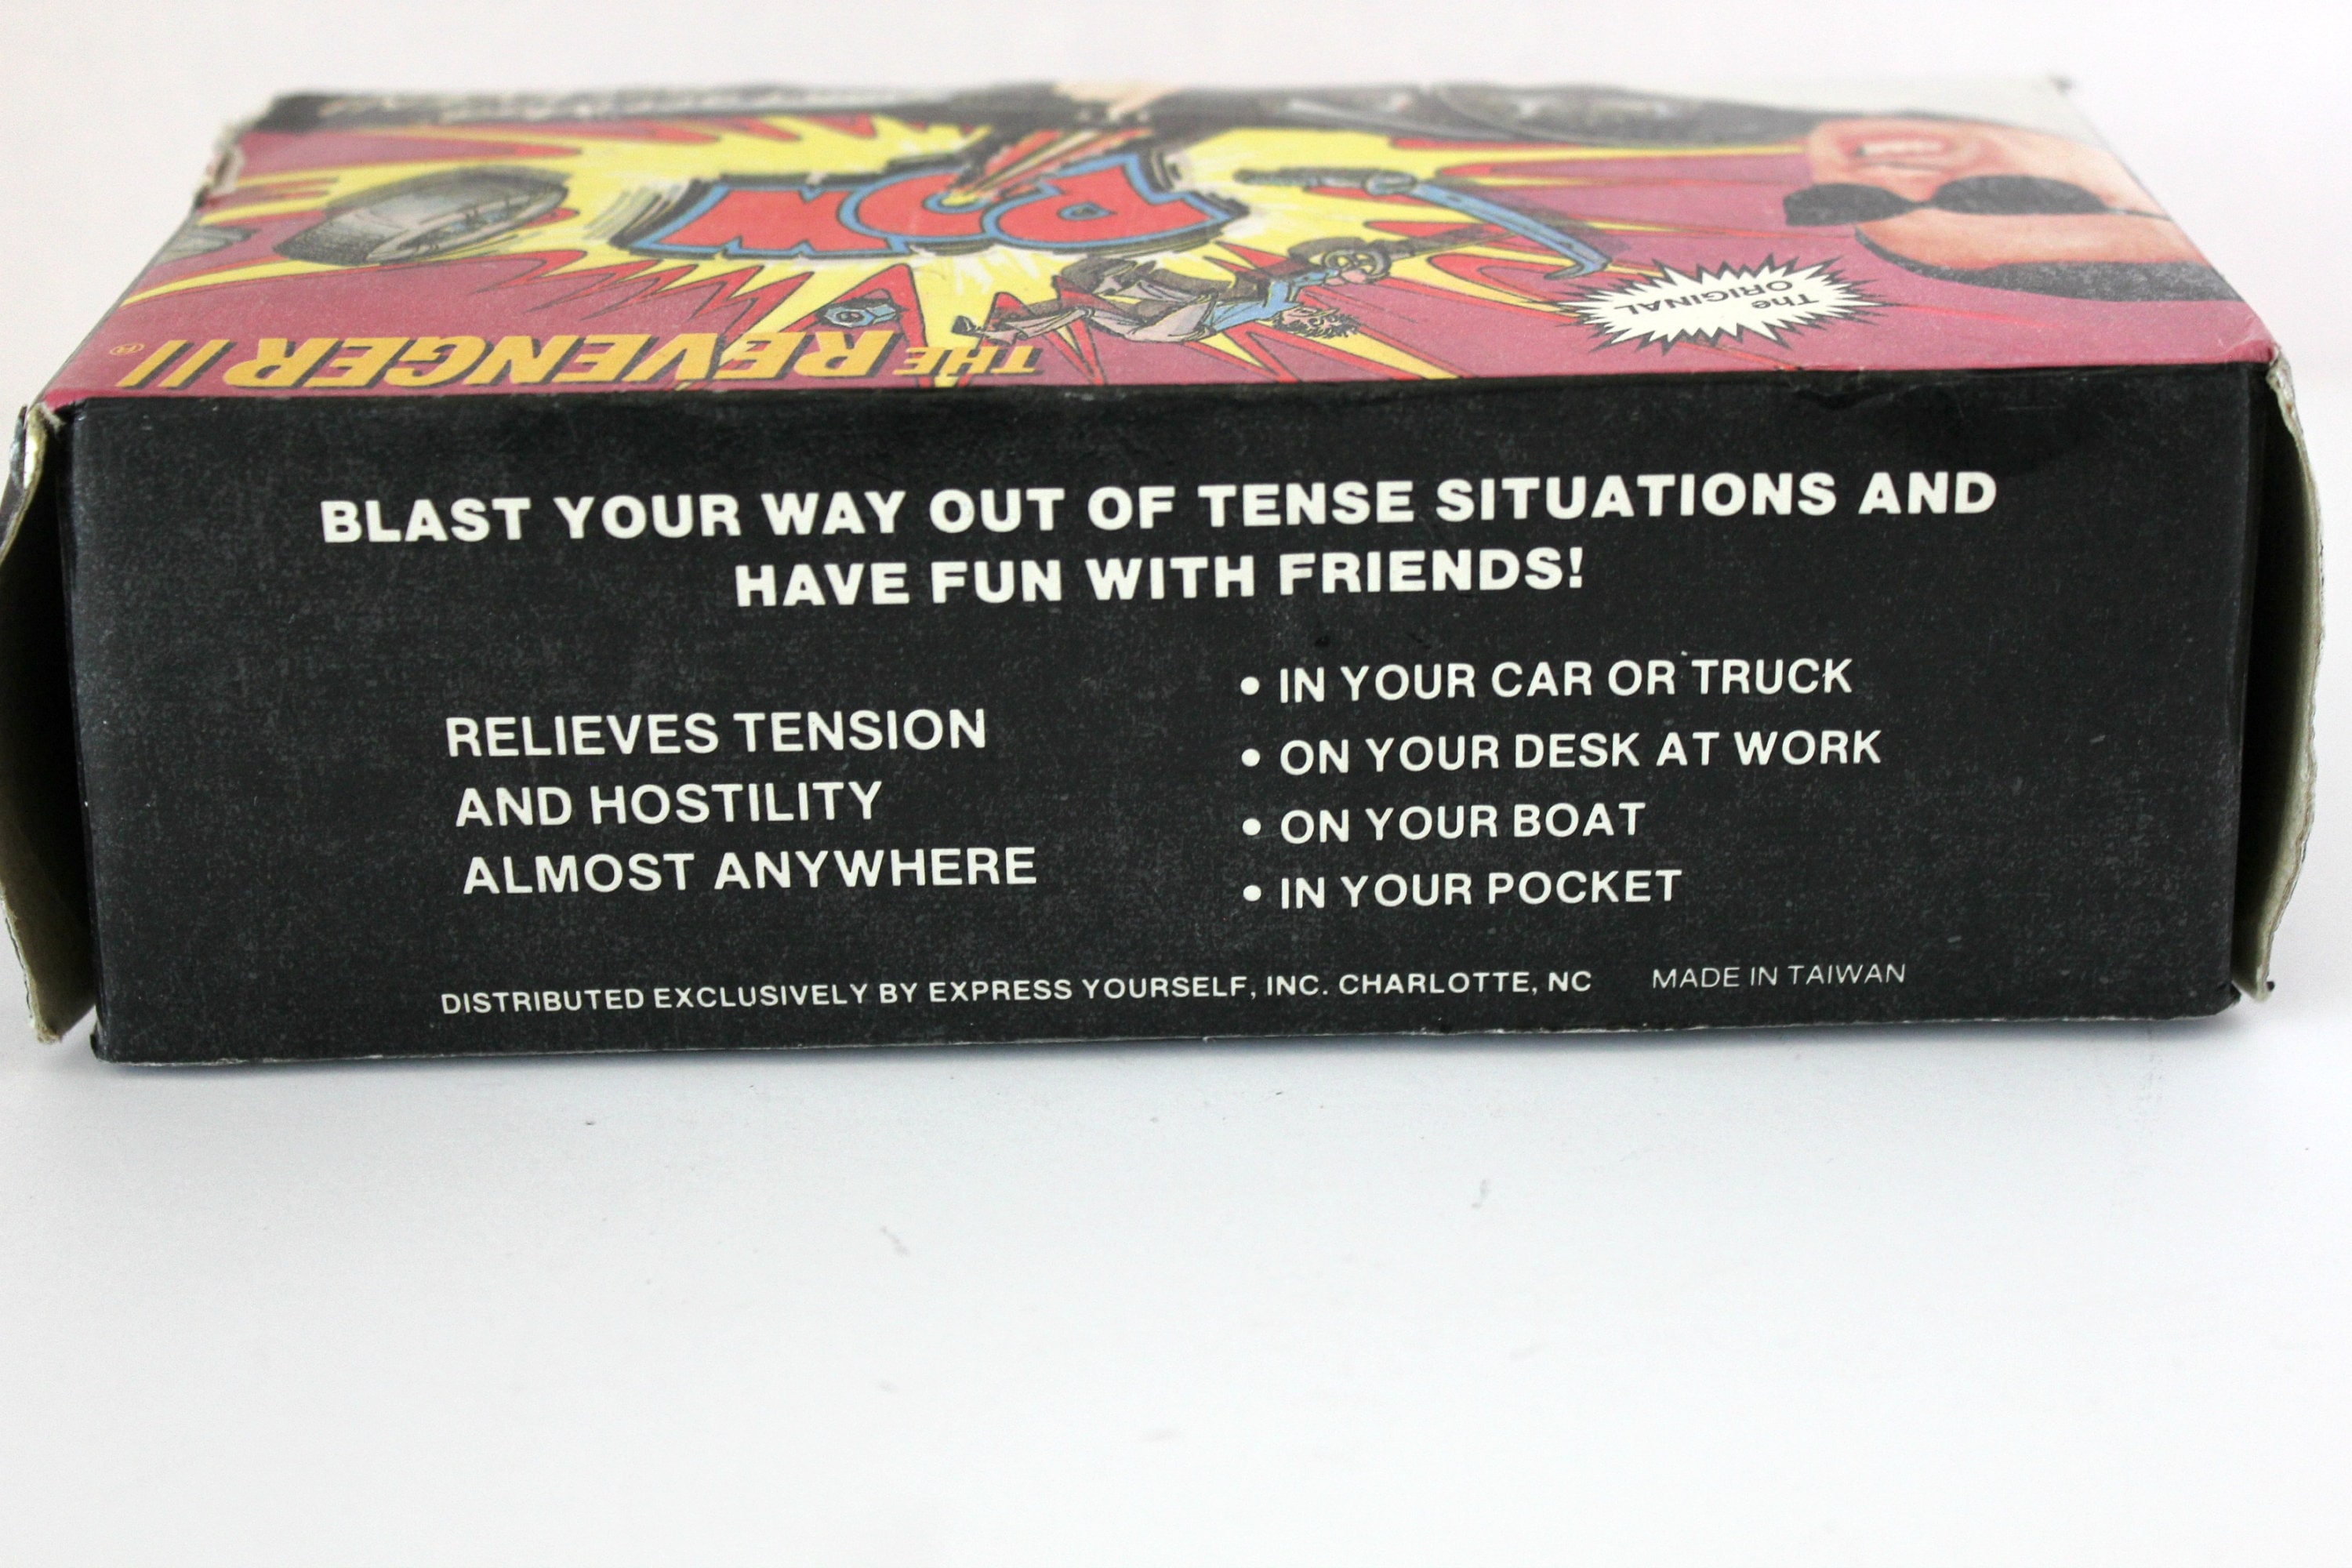 POW
The
ORIGINAL
THE REVENGER II®
BLAST YOUR WAY OUT OF TENSE SITUATIONS AND
HAVE FUN WITH FRIENDS!
RELIEVES TENSION
AND HOSTILITY
ALMOST ANYWHERE
• IN YOUR CAR OR TRUCK
• ON YOUR DESK AT WORK
• ON YOUR BOAT
• IN YOUR POCKET
DISTRIBUTED EXCLUSIVELY BY EXPRESS YOURSELF, INC. CHARLOTTE, NC MADE IN TAIWAN